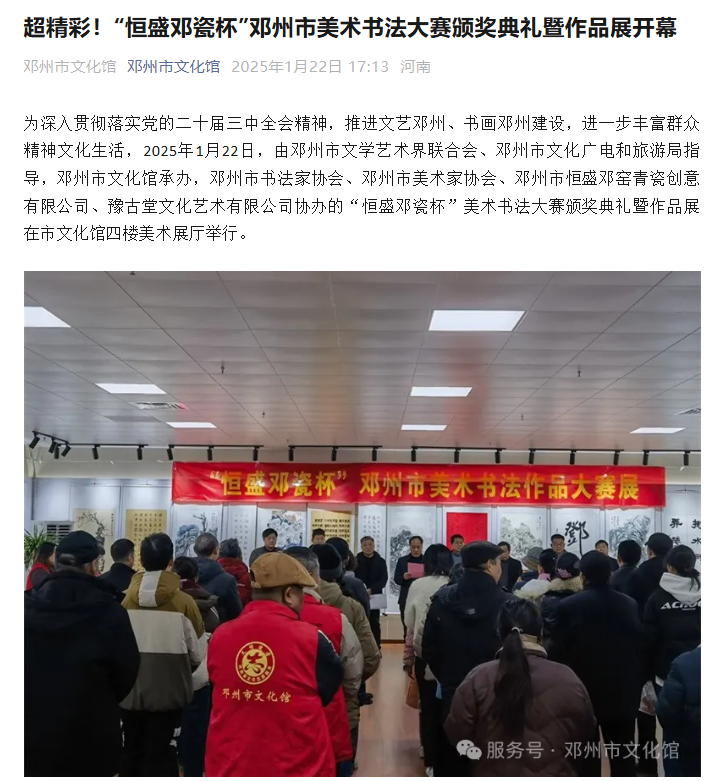 超精彩！“恒盛邓瓷杯”邓州市美术书法大赛颁奖典礼暨作品展开幕
邓州市文化馆 邓州市文化馆 2025年1月22日 17:13 河南
为深入贯彻落实党的二十届三中全会精神，推进文艺邓州、书画邓州建设，进一步丰富群众
精神文化生活，2025年1月22日，由邓州市文学艺术界联合会、邓州市文化广电和旅游局指
导，邓州市文化馆承办，邓州市书法家协会、邓州市美术家协会、邓州市恒盛邓窑青瓷创意
有限公司、豫古堂文化艺术有限公司协办的“恒盛邓瓷杯”美术书法大赛颁奖典礼暨作品展
在市文化馆四楼美术展厅举行。
“恒盛邓瓷杯”邓州市美术书法作品大赛展
鄧
邓州市文化馆
服务号 · 邓州市文化馆